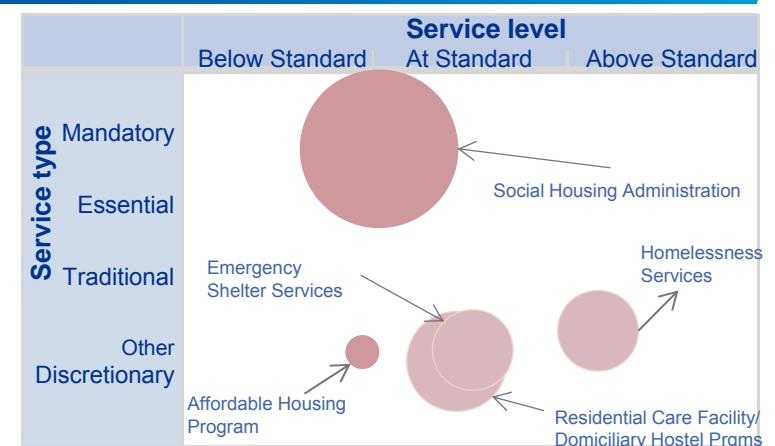 Service level
Below Standard
At Standard
Above Standard
Service type
Mandatory
Essential
Traditional
Other
Discretionary
Social Housing Administration
Homelessness
Services
Emergency
Shelter Services
Affordable Housing
Program
Residential Care Facility/
Domiciliary Hostel Prgms